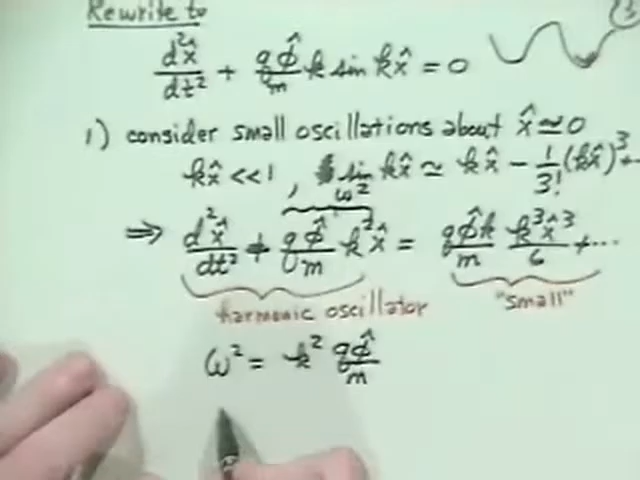 Rewrite to
d²x̂/dt² + qφ̂/m k sin kx̂ = 0
1) consider small oscillations about x̂ ≃ 0
kx̂ << 1, sin kx̂ ≃ kx̂ - 1/3! (kx̂)³ + ..
ω²
⇒ d²x̂/dt² + qφ̂/m k²x̂ = qφ̂k/m k³x̂³/6 + ...
harmonic oscillator "small"
ω² = k² qφ̂/m